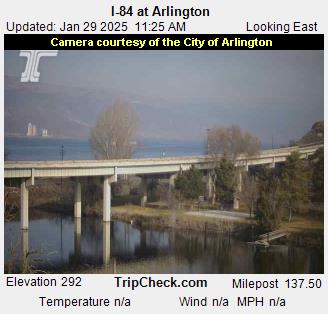 I-84 at Arlington
Updated: Jan 29 2025 11:25 AM Looking East
Camera courtesy of the City of Arlington
Elevation 292 TripCheck.com Milepost 137.50
Temperature n/a Wind n/a MPH n/a